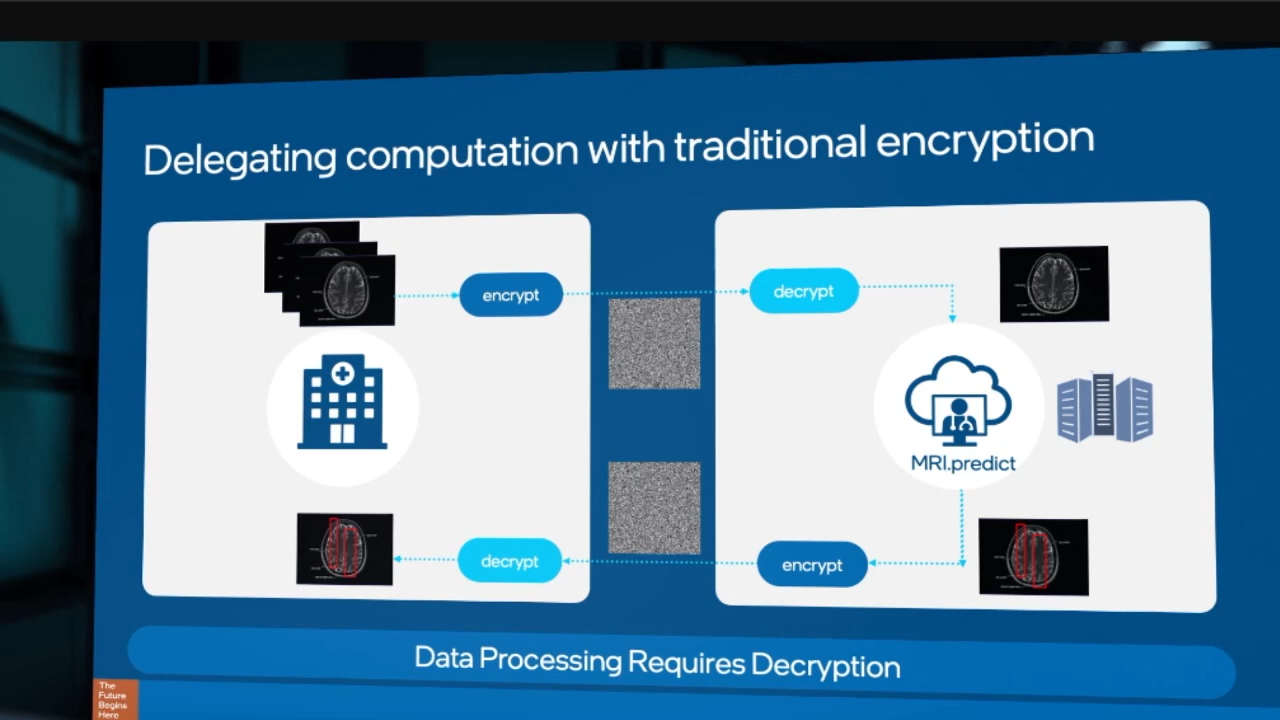 Delegating computation with traditional encryption
encrypt
decrypt
MRI.predict
decrypt
encrypt
Data Processing Requires Decryption
The
Future
Begins
Here